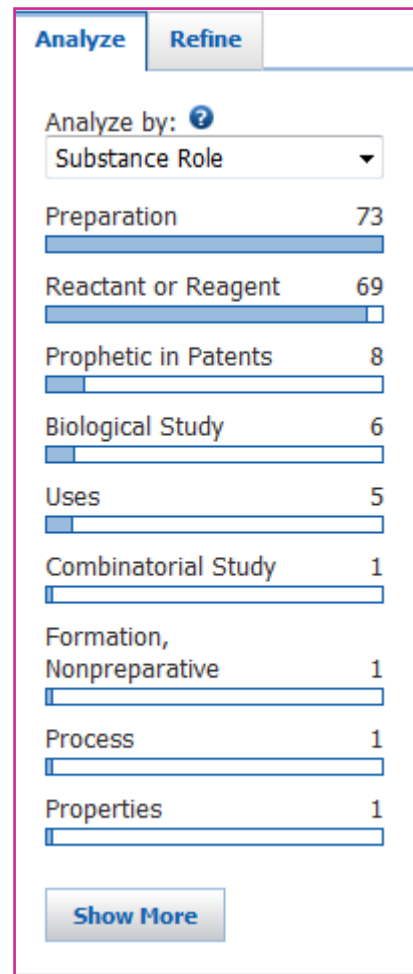 Analyze Refine
Analyze by: ?
Substance Role
Preparation 73
Reactant or Reagent 69
Prophetic in Patents 8
Biological Study 6
Uses 5
Combinatorial Study 1
Formation,
Nonpreparative 1
Process 1
Properties 1
Show More